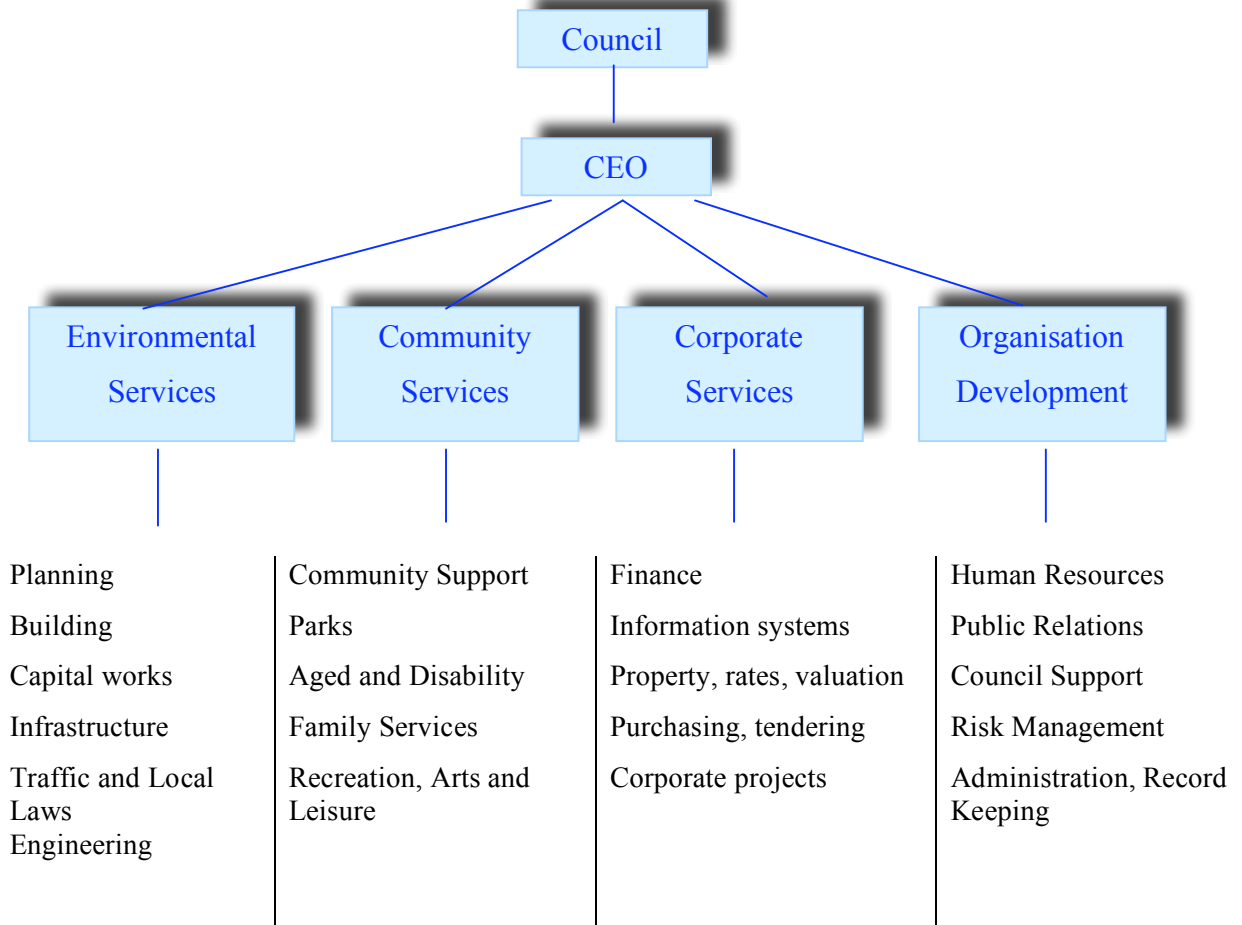 Council
CEO
Environmental
Services
Community
Services
Corporate
Services
Organisation
Development
Planning
Building
Capital works
Infrastructure
Traffic and Local
Laws
Engineering
Community Support
Parks
Aged and Disability
Family Services
Recreation, Arts and
Leisure
Finance
Information systems
Property, rates, valuation
Purchasing, tendering
Corporate projects
Human Resources
Public Relations
Council Support
Risk Management
Administration, Record
Keeping